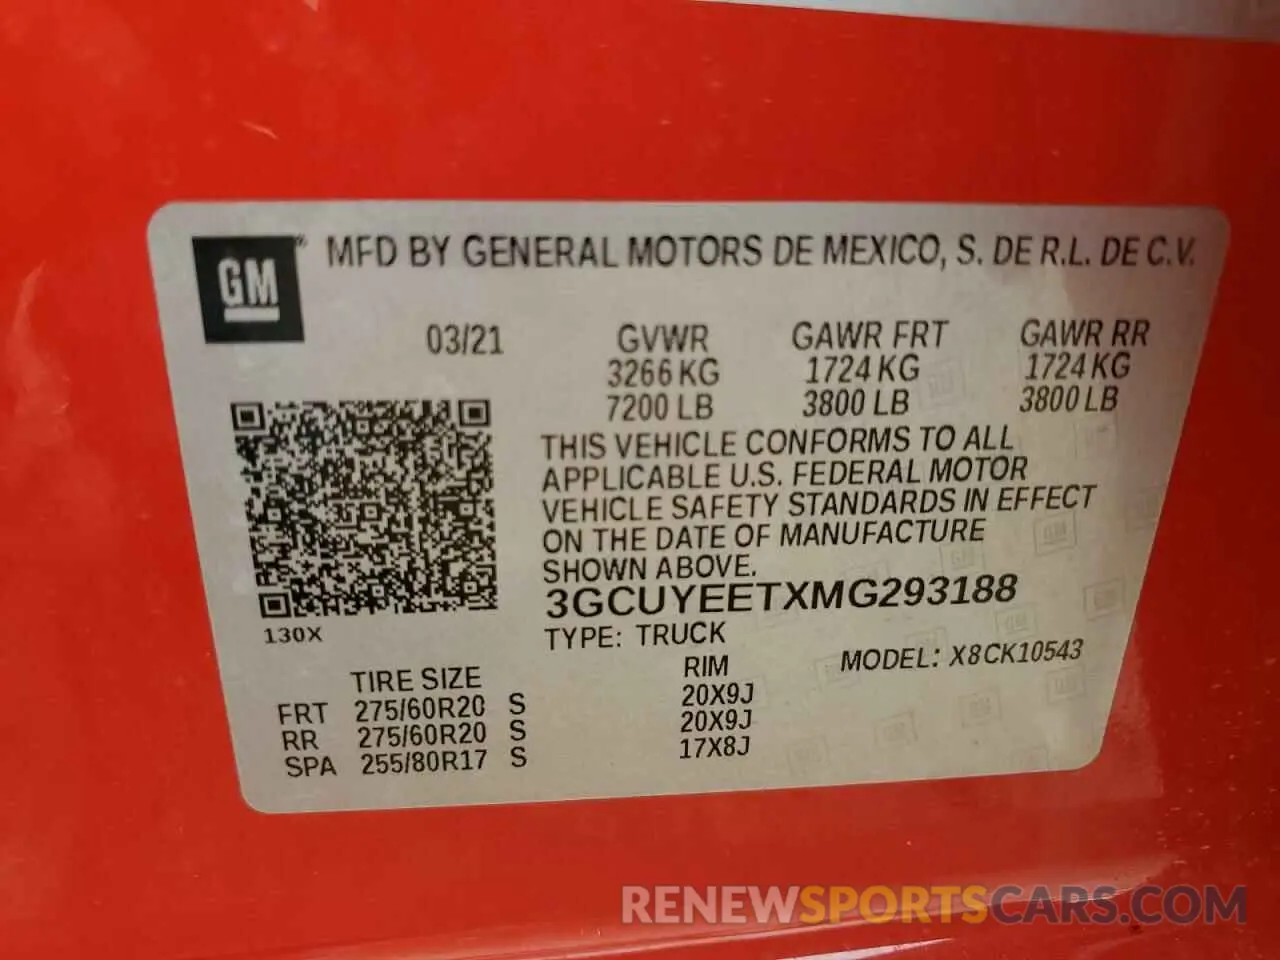 GM
MFD BY GENERAL MOTORS DE MEXICO, S. DE R.L. DE C.V.
03/21
GVWR GAWR FRT GAWR RR
3266 KG 1724 KG 1724 KG
7200 LB 3800 LB 3800 LB
THIS VEHICLE CONFORMS TO ALL
APPLICABLE U.S. FEDERAL MOTOR
VEHICLE SAFETY STANDARDS IN EFFECT
ON THE DATE OF MANUFACTURE
SHOWN ABOVE.
3GCUYEETXMG293188
130X
TYPE: TRUCK
MODEL: X8CK10543
TIRE SIZE RIM
FRT 275/60R20 S 20X9J
RR 275/60R20 S 20X9J
SPA 255/80R17 S 17X8J
RENEWSPORTSCARS.COM